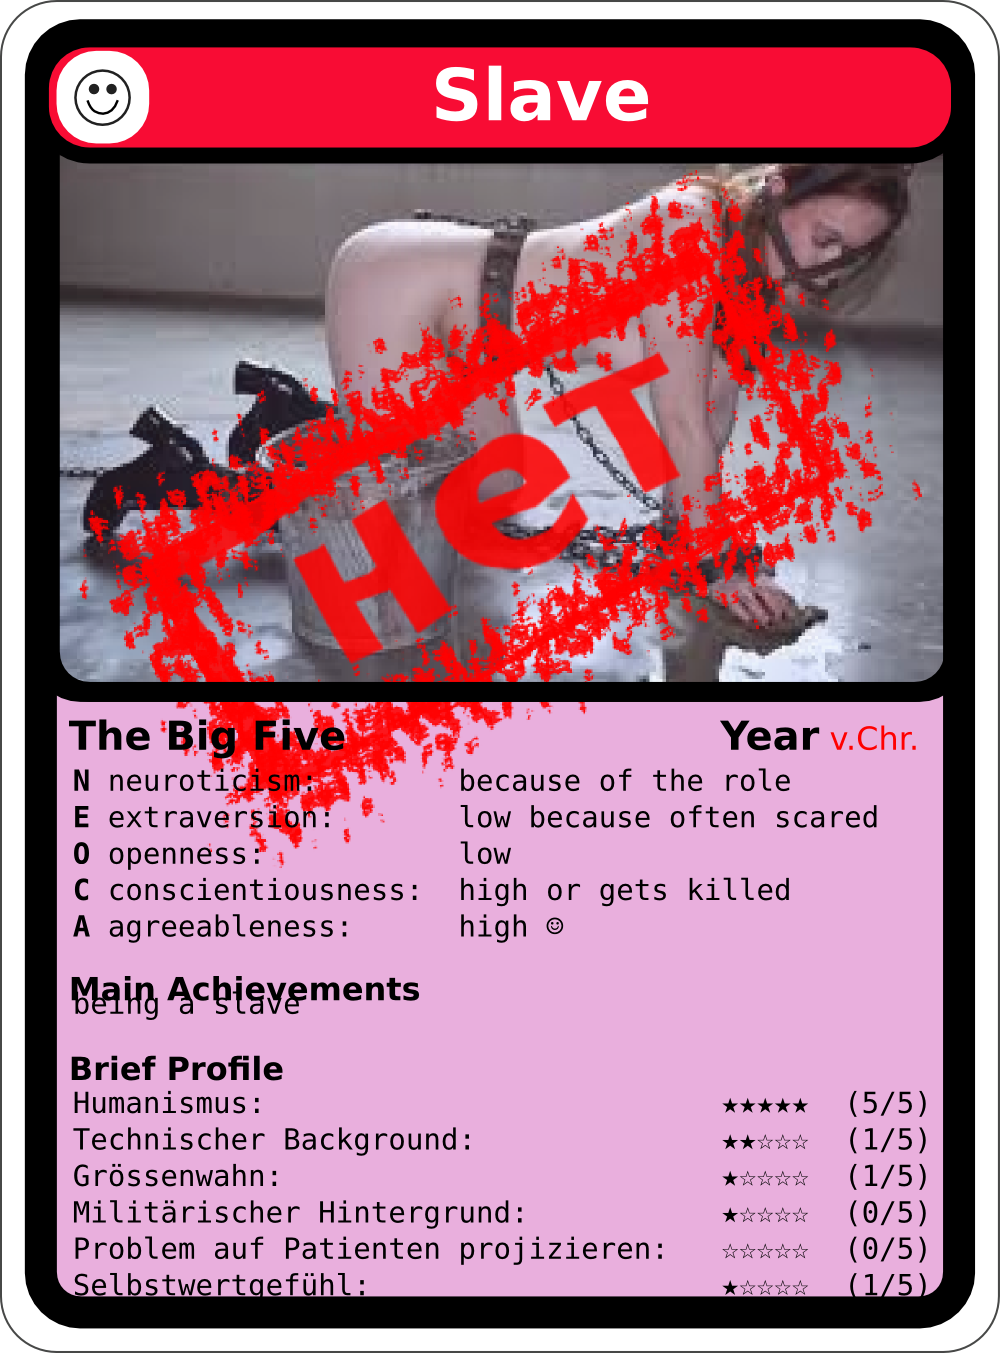 Slave
нет
The Big Five
Year v.Chr.
N neuroticism: because of the role
E extraversion: low because often scared
O openness: low
C conscientiousness: high or gets killed
A agreeableness: high ☺
Main Achievements
being a slave
Brief Profile
Humanismus: ★★★★★ (5/5)
Technischer Background: ★★☆☆☆ (1/5)
Grössenwahn: ★☆☆☆☆ (1/5)
Militärischer Hintergrund: ★☆☆☆☆ (0/5)
Problem auf Patienten projizieren: ☆☆☆☆☆ (0/5)
Selbstwertgefühl: ★☆☆☆☆ (1/5)